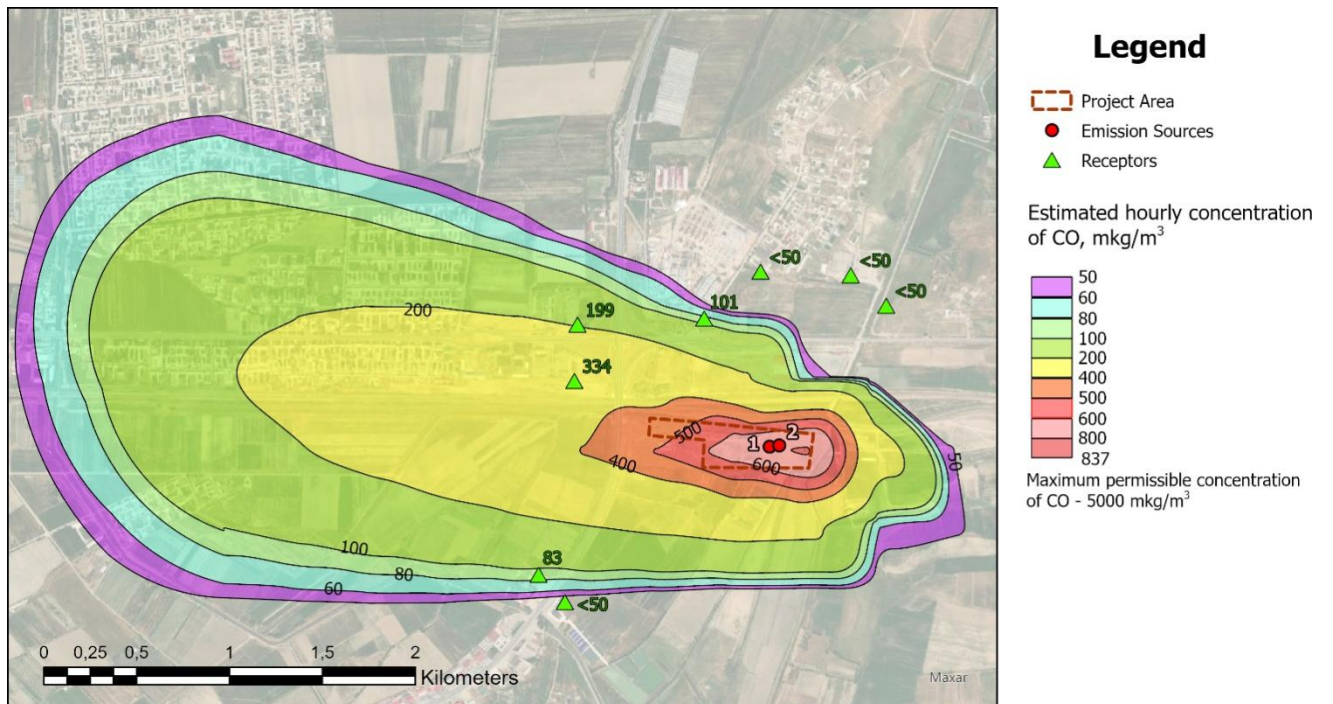 Legend
Project Area
Emission Sources
Receptors
Estimated hourly concentration
of CO, mkg/m³
50
60
80
100
200
400
500
600
800
837
Maximum permissible concentration
of CO - 5000 mkg/m³
<50
<50
<50
101
199
200
334
500
1
2
600
400
50
100
80
60
83
<50
0 0,25 0,5 1 1,5 2
Kilometers
Maxar